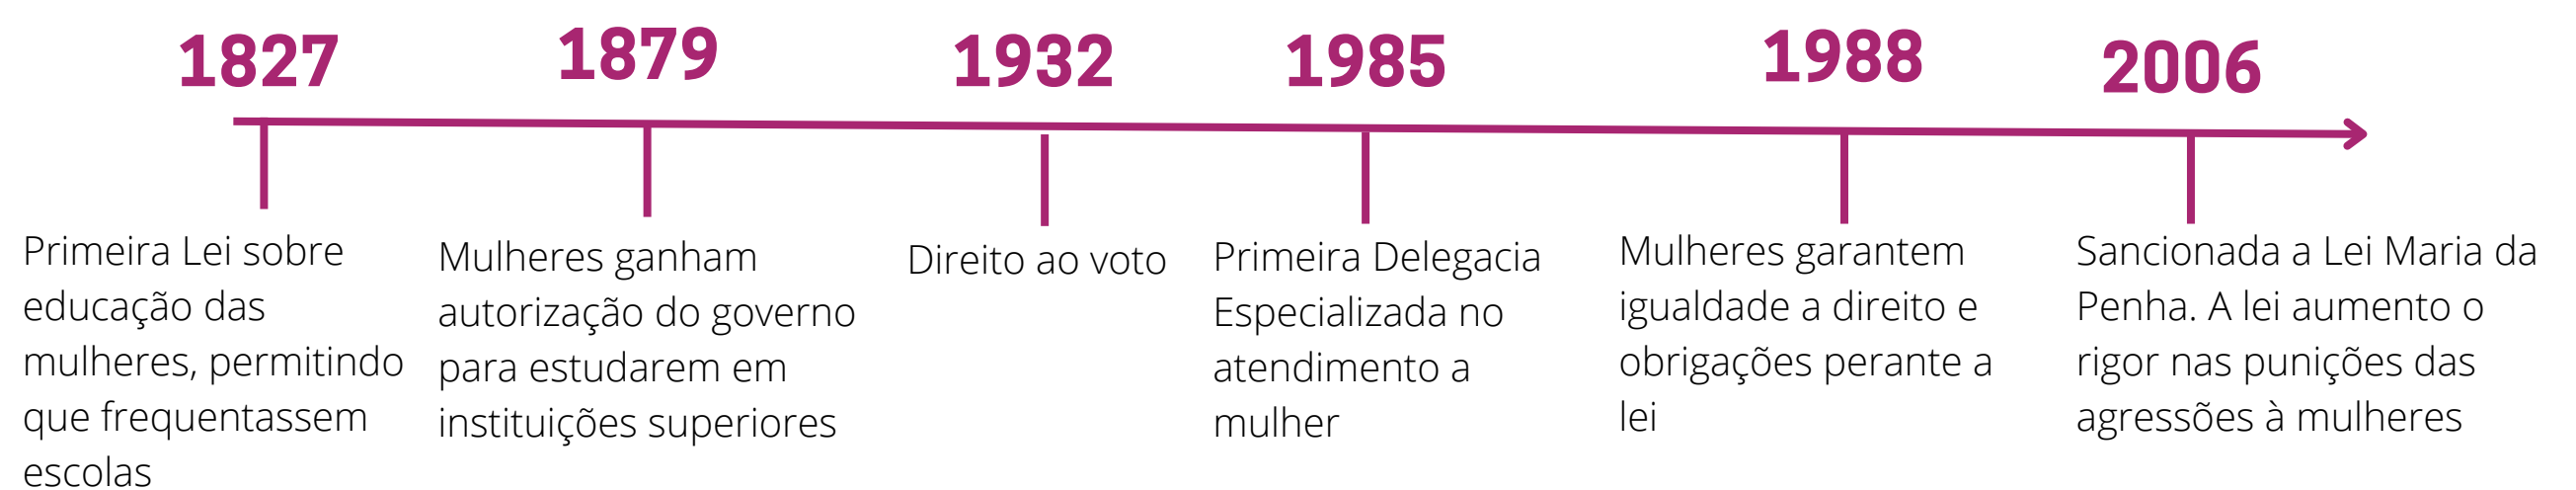 1827
Primeira Lei sobre
educação das
mulheres, permitindo
que frequentassem
escolas
1879
Mulheres ganham
autorização do governo
para estudarem em
instituições superiores
1932
Direito ao voto
1985
Primeira Delegacia
Especializada no
atendimento a
mulher
1988
Mulheres garantem
igualdade a direito e
obrigações perante a
lei
2006
Sancionada a Lei Maria da
Penha. A lei aumento o
rigor nas punições das
agressões à mulheres